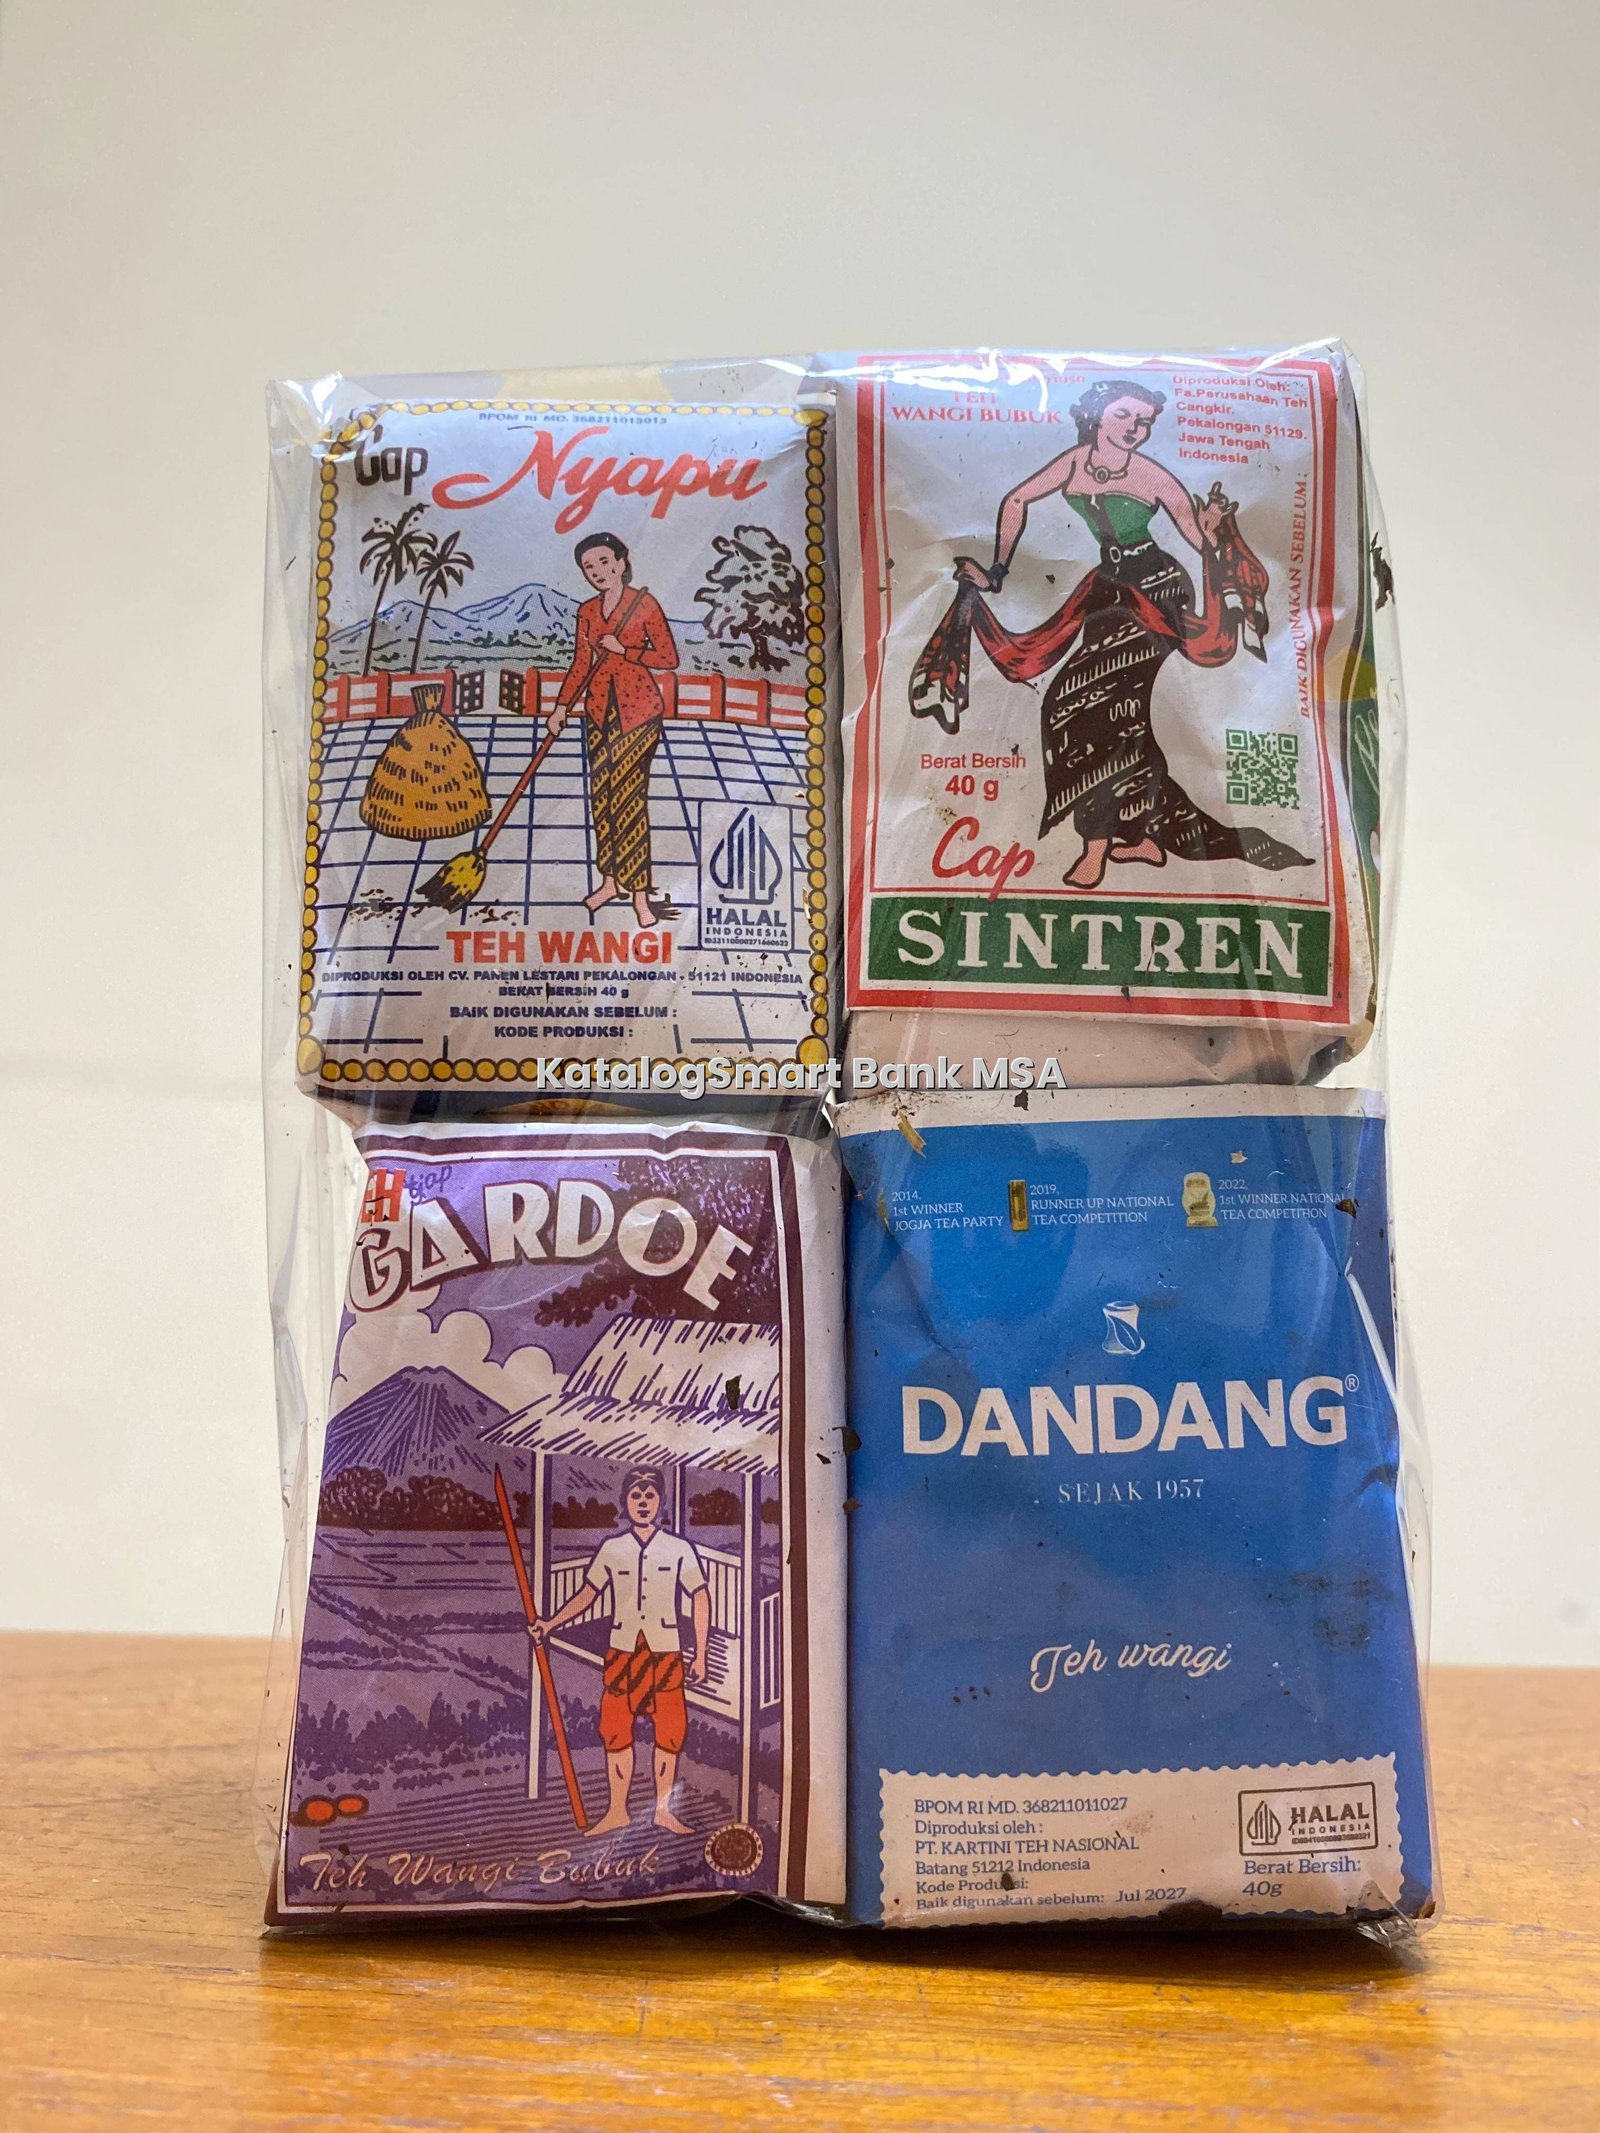 BPOM RI MD. 368211013013
Cap Nyapu
HALAL
INDONESIA
TEH WANGI
DIPRODUKSI OLEH CV. PANEN LESTARI PEKALONGAN - 51121 INDONESIA
BERAT BERSIH 40 g
BAIK DIGUNAKAN SEBELUM :
KODE PRODUKSI :
TEH
WANGI BUBUK
Diproduksi Oleh:
Fa.Perusahaan Teh
Cangkir.
Pekalongan 51129.
Jawa Tengah
Indonesia
BAIK DIGUNAKAN SEBELUM :
Berat Bersih
40 g
Cap
SINTREN
KatalogSmart Bank MSA
tjap
GARDOE
Teh Wangi Bubuk
2014,
1st WINNER
JOGJA TEA PARTY
2019,
RUNNER UP NATIONAL
TEA COMPETITION
2022,
1st WINNER NATIONAL
TEA COMPETITION
DANDANG®
SEJAK 1957
Teh wangi
BPOM RI MD. 368211011027
Diproduksi oleh :
PT. KARTINI TEH NASIONAL
Batang 51212 Indonesia
Kode Produksi:
Baik digunakan sebelum: Jul 2027
HALAL
INDONESIA
Berat Bersih:
40g